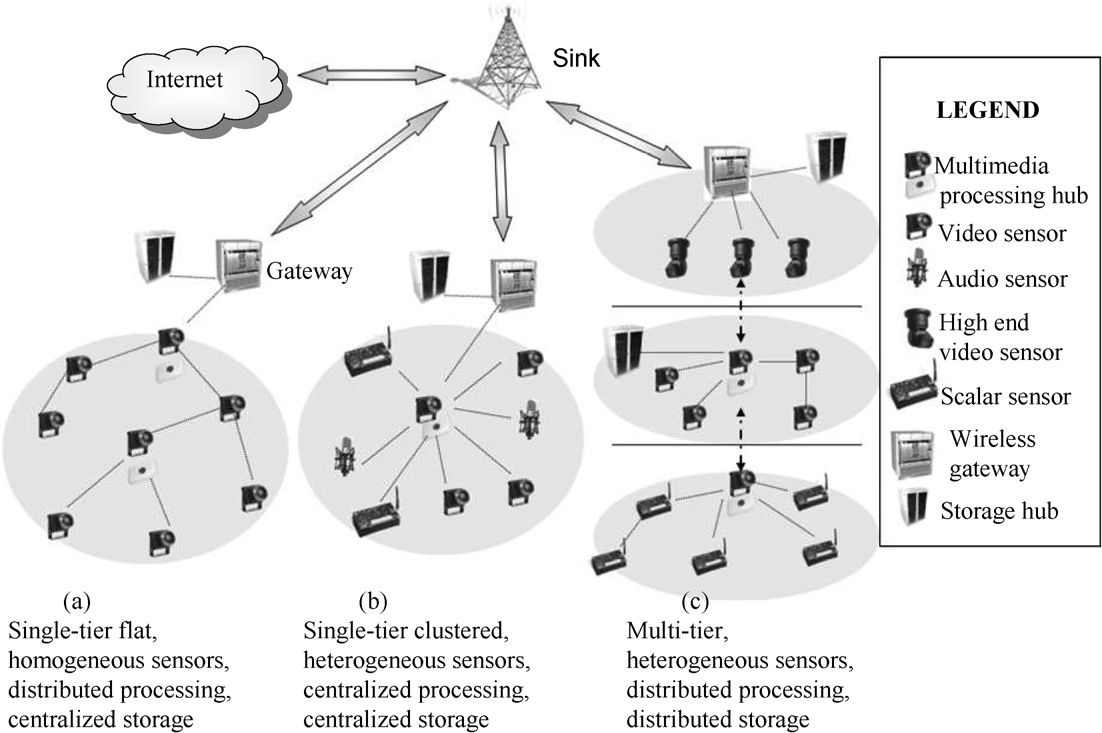 Internet
Sink
Gateway
LEGEND
Multimedia
processing hub
Video sensor
Audio sensor
High end
video sensor
Scalar sensor
Wireless
gateway
Storage hub
(a)
Single-tier flat,
homogeneous sensors,
distributed processing,
centralized storage
(b)
Single-tier clustered,
heterogeneous sensors,
centralized processing,
centralized storage
(c)
Multi-tier,
heterogeneous sensors,
distributed processing,
distributed storage